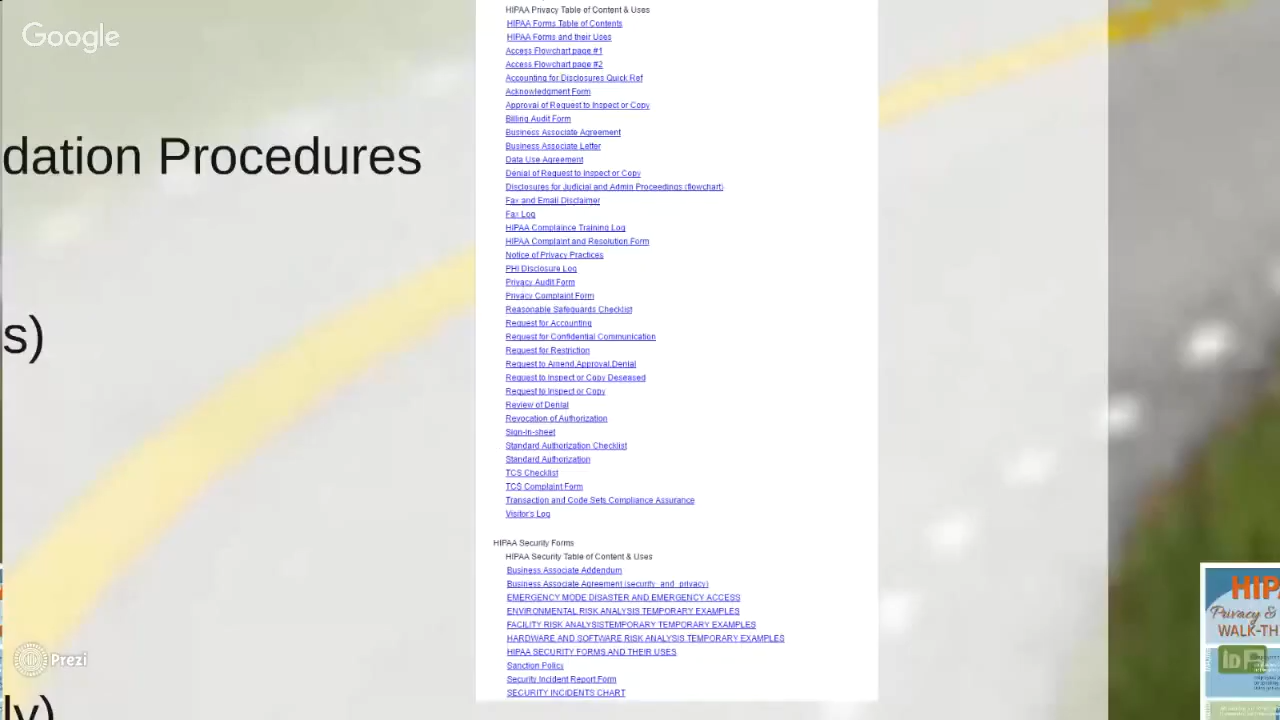 Google
HIPAA Privacy Table of Content & Uses
HIPAA Forms Table of Contents
HIPAA Forms and their Uses
Access Flowchart page #1
Access Flowchart page #2
Accounting for Disclosures Quick Ref
Acknowledgment Form
Approval of Request to Inspect or Copy
Billing Audit Form
Business Associate Agreement
Business Associate Letter
Data Use Agreement
Denial of Request to Inspect or Copy
Disclosures for Judicial and Admin Proceedings (flowchart)
Fax and Email Disclaimer
Fax Log
HIPAA Complaince Training Log
HIPAA Complaint and Resolution Form
Notice of Privacy Practices
PHI Disclosure Log
Privacy Audit Form
Privacy Complaint Form
Reasonable Safeguards Checklist
Request for Accounting
Request for Confidential Communication
Request for Restriction
Request to Amend,Approval,Denial
Request to Inspect or Copy Deseased
Request to Inspect or Copy
Review of Denial
Revocation of Authorization
Sign-in-sheet
Standard Authorization Checklist
Standard Authorization
TCS Checklist
TCS Complaint Form
Transaction and Code Sets Compliance Assurance
Visitor's Log
HIPAA Security Forms
HIPAA Security Table of Content & Uses
Business Associate Addendum
Business Associate Agreement (security_and_privacy)
EMERGENCY MODE DISASTER AND EMERGENCY ACCESS
ENVIRONMENTAL RISK ANALYSIS TEMPORARY EXAMPLES
FACILITY RISK ANALYSISTEMPORARY TEMPORARY EXAMPLES
HARDWARE AND SOFTWARE RISK ANALYSIS TEMPORARY EXAMPLES
HIPAA SECURITY FORMS AND THEIR USES
Sanction Policy
Security Incident Report Form
SECURITY INCIDENTS CHART
dation Procedures
s)
ly)
Prezi
HIPA
Privacy &
WALK-TH